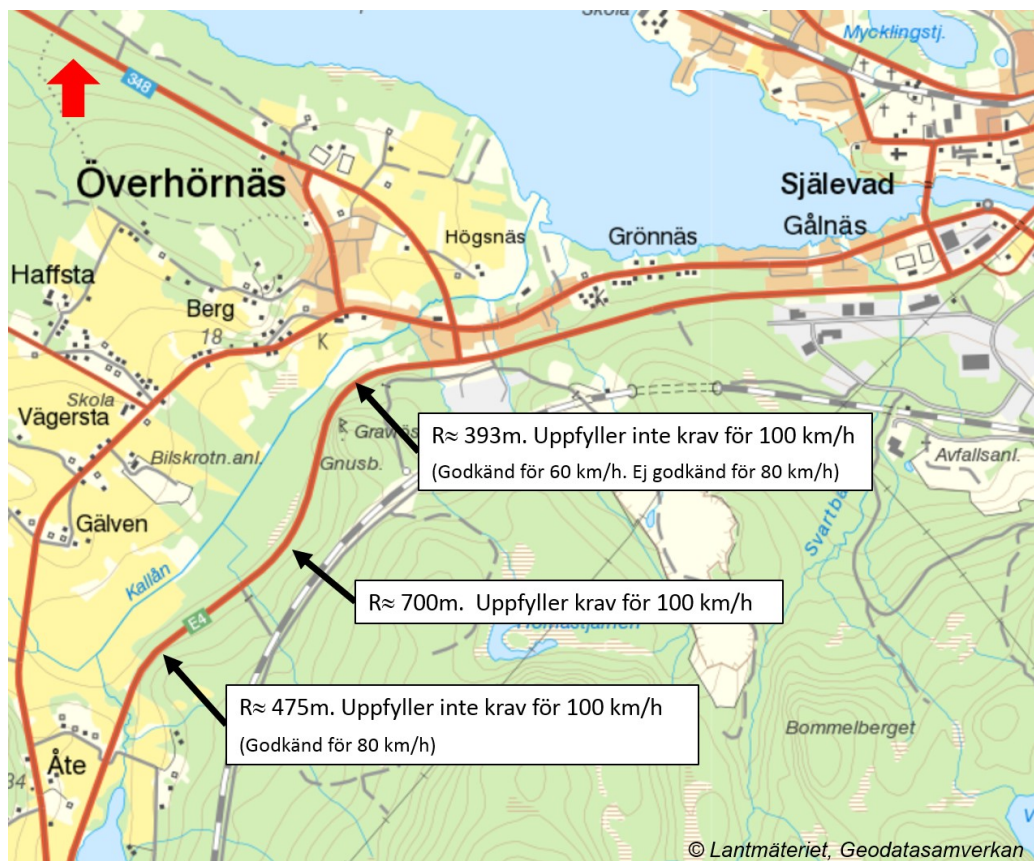 Skola
Mycklingstj.
348
Överhörnäs
Själevad
Gålnäs
Högsnäs
Grönnäs
Haffsta
Berg
18
K
K
Skola
Vägersta
R≈ 393m. Uppfyller inte krav för 100 km/h
(Godkänd för 60 km/h. Ej godkänd för 80 km/h)
Gnusb.
Bilskrotn.anl.
Avfallsanl.
Gälven
Kallån
R≈ 700m. Uppfyller krav för 100 km/h
E4
R≈ 475m. Uppfyller inte krav för 100 km/h
(Godkänd för 80 km/h)
Bommelberget
Åte
© Lantmäteriet, Geodatasamverkan